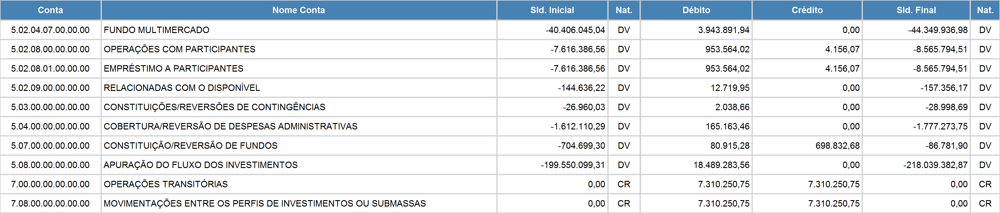 Conta Nome Conta Sld. Inicial Nat. Débito Crédito Sld. Final Nat.
5.02.04.07.00.00.00 FUNDO MULTIMERCADO -40.406.045,04 DV 3.943.891,94 0,00 -44.349.936,98 DV
5.02.08.00.00.00.00 OPERAÇÕES COM PARTICIPANTES -7.616.386,56 DV 953.564,02 4.156,07 -8.565.794,51 DV
5.02.08.01.00.00.00 EMPRÉSTIMO A PARTICIPANTES -7.616.386,56 DV 953.564,02 4.156,07 -8.565.794,51 DV
5.02.09.00.00.00.00 RELACIONADAS COM O DISPONÍVEL -144.636,22 DV 12.719,95 0,00 -157.356,17 DV
5.03.00.00.00.00.00 CONSTITUIÇÕES/REVERSÕES DE CONTINGÊNCIAS -26.960,03 DV 2.038,66 0,00 -28.998,69 DV
5.04.00.00.00.00.00 COBERTURA/REVERSÃO DE DESPESAS ADMINISTRATIVAS -1.612.110,29 DV 165.163,46 0,00 -1.777.273,75 DV
5.07.00.00.00.00.00 CONSTITUIÇÃO/REVERSÃO DE FUNDOS -704.699,30 DV 80.915,28 698.832,68 -86.781,90 DV
5.08.00.00.00.00.00 APURAÇÃO DO FLUXO DOS INVESTIMENTOS -199.550.099,31 DV 18.489.283,56 0,00 -218.039.382,87 DV
7.00.00.00.00.00.00 OPERAÇÕES TRANSITÓRIAS 0,00 CR 7.310.250,75 7.310.250,75 0,00 CR
7.08.00.00.00.00.00 MOVIMENTAÇÕES ENTRE OS PERFIS DE INVESTIMENTOS OU SUBMASSAS 0,00 CR 7.310.250,75 7.310.250,75 0,00 CR